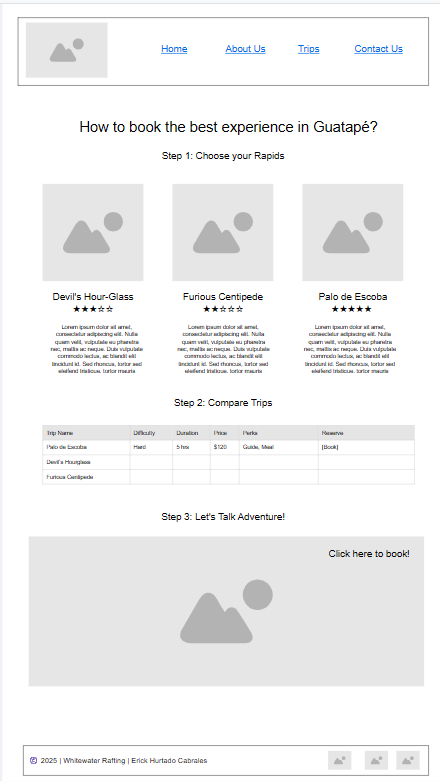 Home About Us Trips Contact Us
How to book the best experience in Guatapé?
Step 1: Choose your Rapids
Devil's Hour-Glass Furious Centipede Palo de Escoba
★★★☆☆ ★★☆☆☆ ★★★★★
Lorem ipsum dolor sit amet, Lorem ipsum dolor sit amet, Lorem ipsum dolor sit amet,
consectetur adipiscing elit. Nulla consectetur adipiscing elit. Nulla consectetur adipiscing elit. Nulla
quam velit, vulputate eu pharetra quam velit, vulputate eu pharetra quam velit, vulputate eu pharetra
nec, mattis ac neque. Duis vulputate nec, mattis ac neque. Duis vulputate nec, mattis ac neque. Duis vulputate
commodo lectus, ac blandit elit commodo lectus, ac blandit elit commodo lectus, ac blandit elit
tincidunt id. Sed rhoncus, tortor sed tincidunt id. Sed rhoncus, tortor sed tincidunt id. Sed rhoncus, tortor sed
eleifend tristique, tortor mauris eleifend tristique, tortor mauris eleifend tristique, tortor mauris
Step 2: Compare Trips
Trip Name Difficulty Duration Price Perks Reserve
Palo de Escoba Hard 5 hrs $120 Guide, Meal [Book]
Devil's Hourglass
Furious Centipede
Step 3: Let's Talk Adventure!
Click here to book!
© 2025 | Whitewater Rafting | Erick Hurtado Cabrales